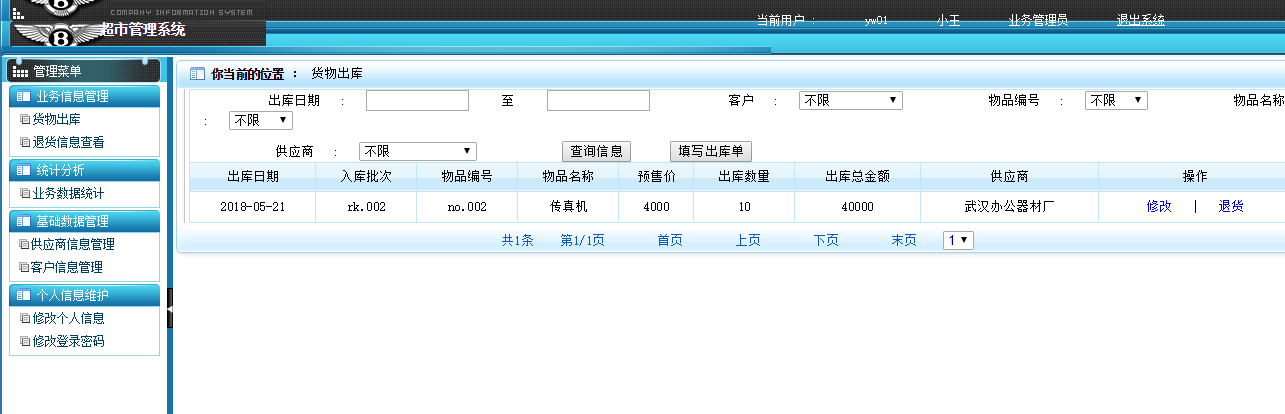 COMPANY INFORMATION SYSTEM
超市管理系统
当前用户 : yw01 小王 业务管理员 退出系统
管理菜单
业务信息管理
货物出库
退货信息查看
统计分析
业务数据统计
基础数据管理
供应商信息管理
客户信息管理
个人信息维护
修改个人信息
修改登录密码
你当前的位置 : 货物出库
出库日期 : 至 客户 : 不限 物品编号 : 不限 物品名称
: 不限
供应商 : 不限 查询信息 填写出库单
出库日期 入库批次 物品编号 物品名称 预售价 出库数量 出库总金额 供应商 操作
2018-05-21 rk.002 no.002 传真机 4000 10 40000 武汉办公器材厂 修改 | 退货
共1条 第1/1页 首页 上页 下页 末页 1